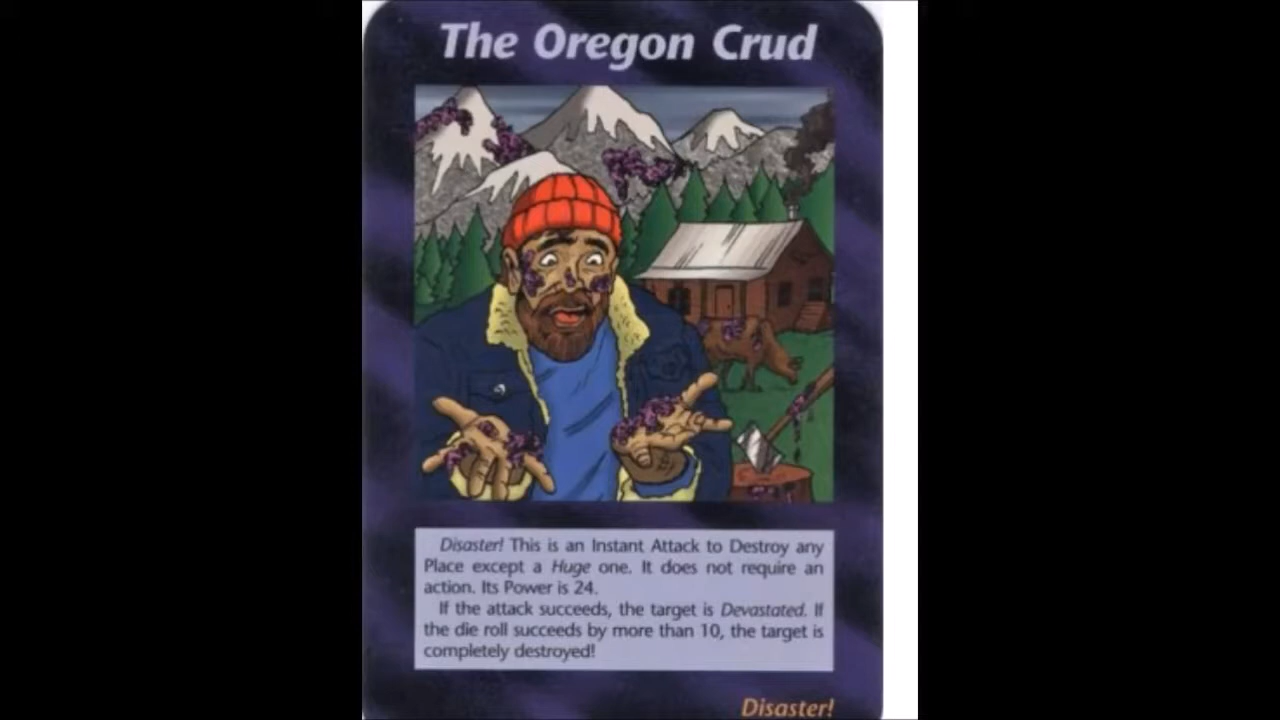 The Oregon Crud
Disaster! This is an Instant Attack to Destroy any
Place except a Huge one. It does not require an
action. Its Power is 24.
If the attack succeeds, the target is Devastated. If
the die roll succeeds by more than 10, the target is
completely destroyed!
Disaster!